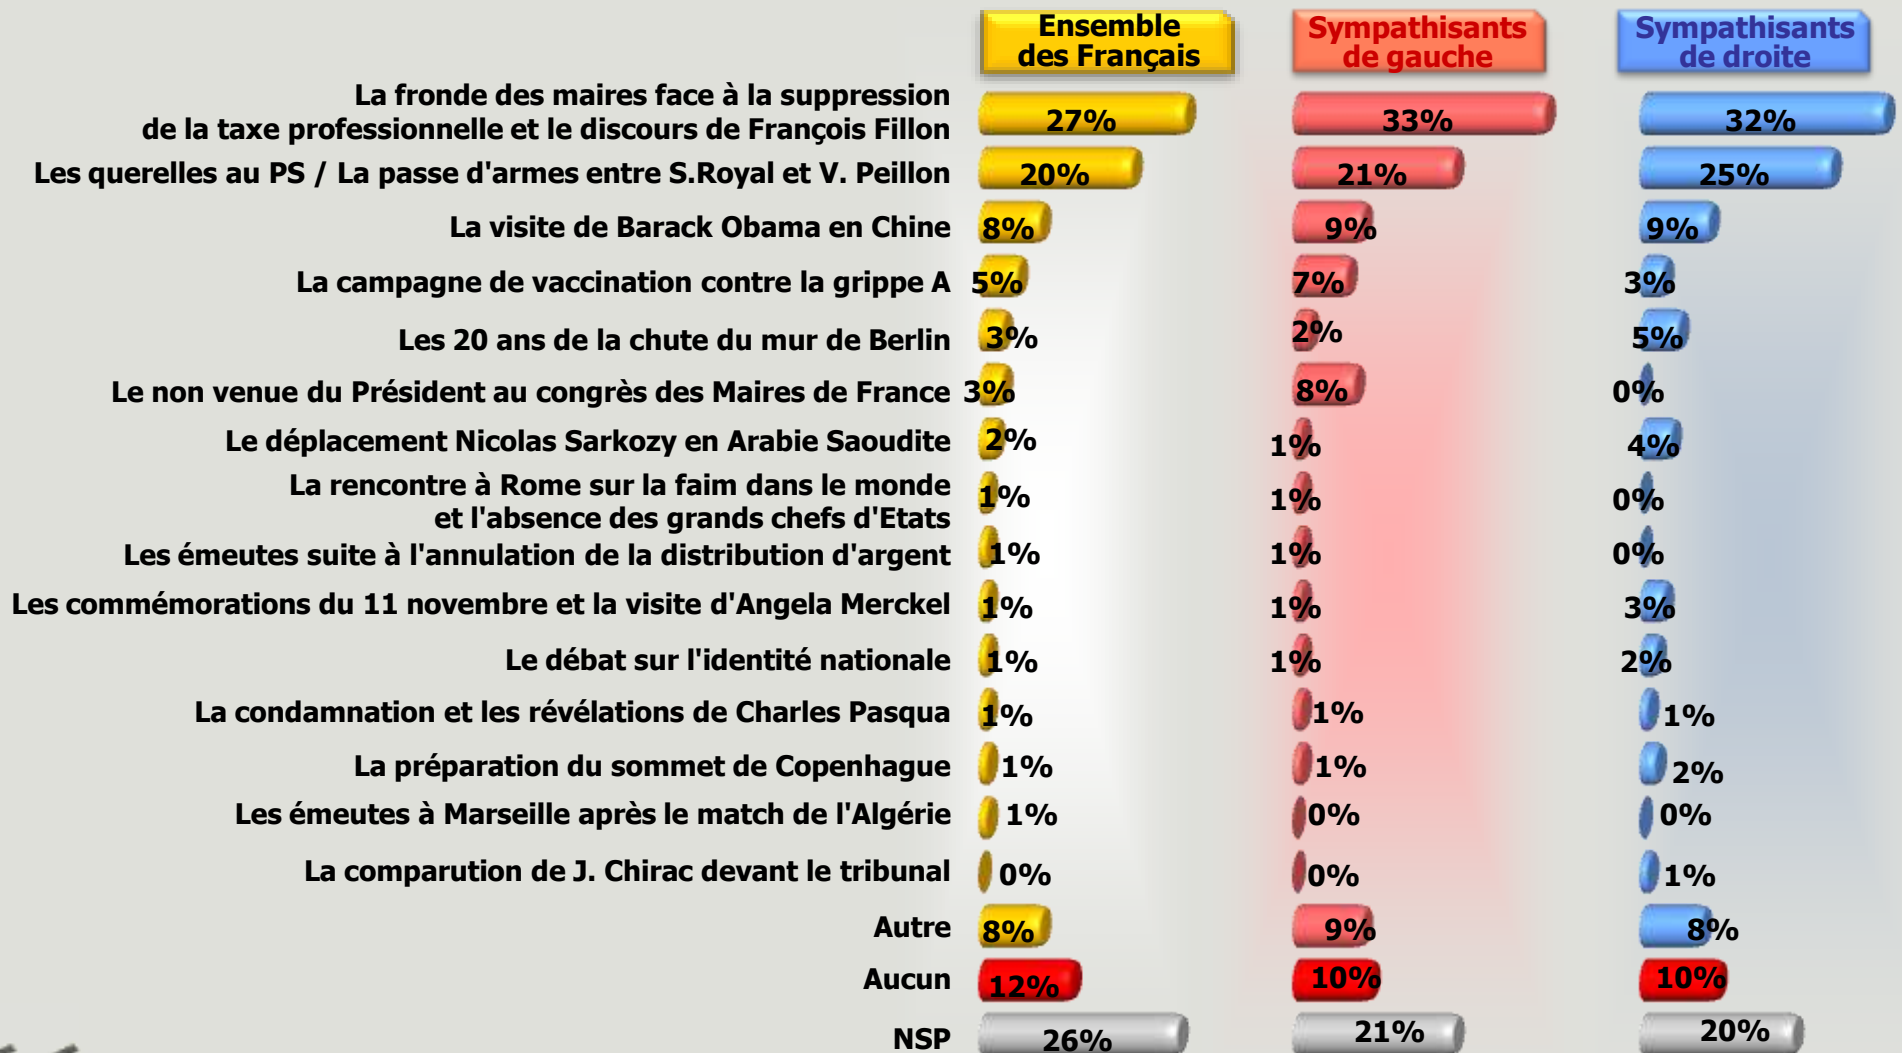 Ensemble
des Français
Sympathisants
de gauche
Sympathisants
de droite
La fronde des maires face à la suppression
de la taxe professionnelle et le discours de François Fillon
27% 33% 32%
Les querelles au PS / La passe d'armes entre S.Royal et V. Peillon 20% 21% 25%
La visite de Barack Obama en Chine 8% 9% 9%
La campagne de vaccination contre la grippe A 5% 7% 3%
Les 20 ans de la chute du mur de Berlin 3% 2% 5%
Le non venue du Président au congrès des Maires de France 3% 8% 0%
Le déplacement Nicolas Sarkozy en Arabie Saoudite 2% 1% 4%
La rencontre à Rome sur la faim dans le monde
et l'absence des grands chefs d'Etats
1% 1% 0%
Les émeutes suite à l'annulation de la distribution d'argent 1% 1% 0%
Les commémorations du 11 novembre et la visite d'Angela Merckel 1% 1% 3%
Le débat sur l'identité nationale 1% 1% 2%
La condamnation et les révélations de Charles Pasqua 1% 1% 1%
La préparation du sommet de Copenhague 1% 1% 2%
Les émeutes à Marseille après le match de l'Algérie 1% 0% 0%
La comparution de J. Chirac devant le tribunal 0% 0% 1%
Autre 8% 9% 8%
Aucun 12% 10% 10%
NSP 26% 21% 20%